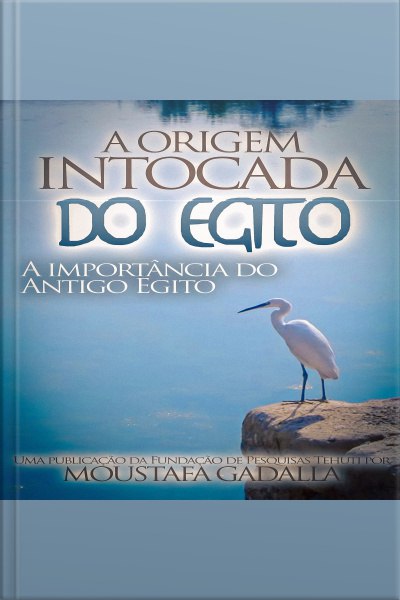 A ORIGEM
INTOCADA
DO EGITO
A IMPORTÂNCIA DO
ANTIGO EGITO
UMA PUBLICAÇÃO DA FUNDAÇÃO DE PESQUISAS TEHUTI POR
MOUSTAFA GADALLA